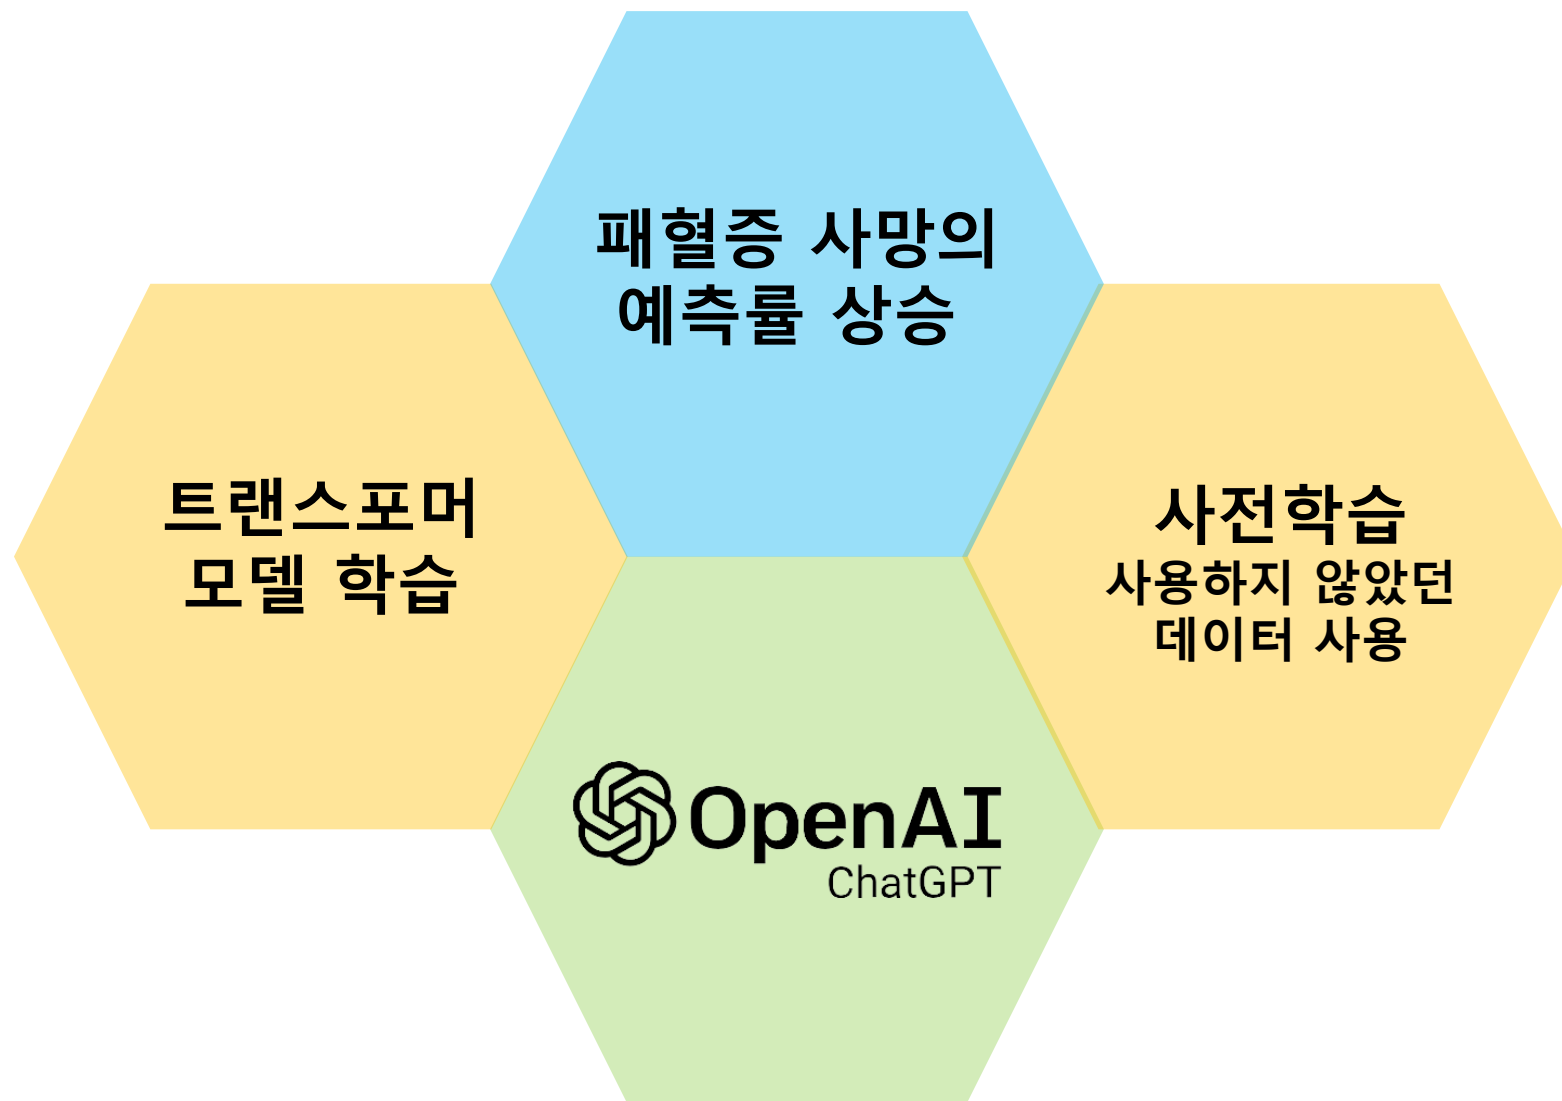 패혈증 사망의
예측률 상승
트랜스포머
모델 학습
사전학습
사용하지 않았던
데이터 사용
OpenAI
ChatGPT